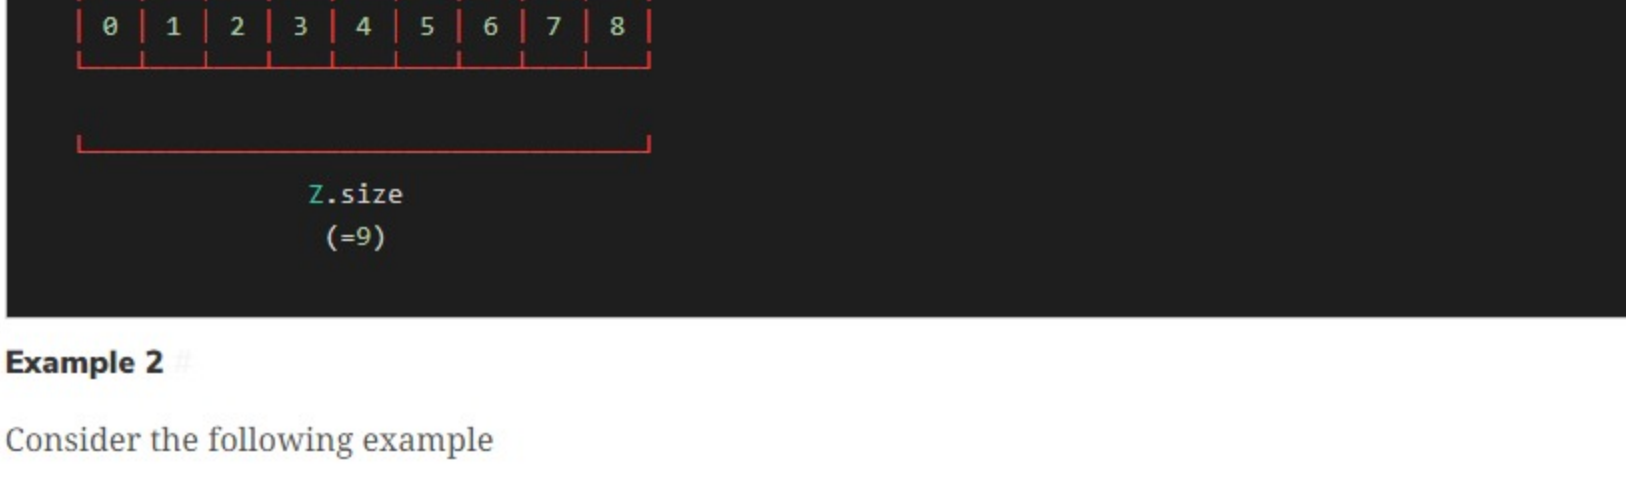 0 1 2 3 4 5 6 7 8
Z.size
(=9)
Example 2 #
Consider the following example